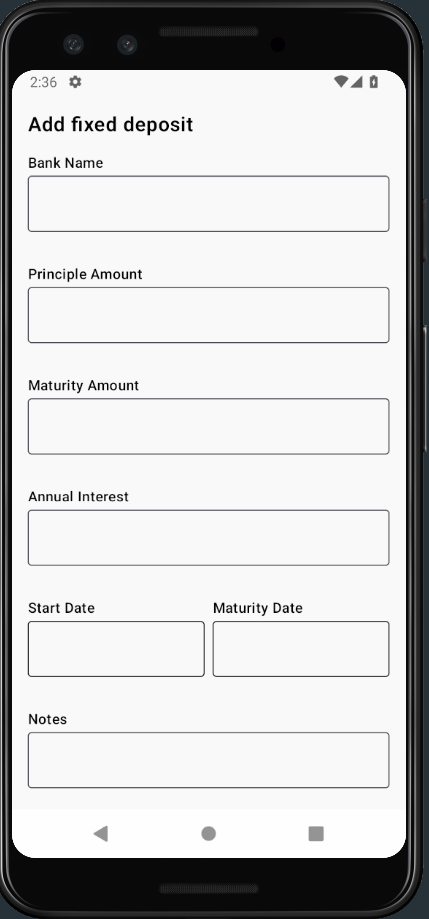 2:36
Add fixed deposit
Bank Name
Principle Amount
Maturity Amount
Annual Interest
Start Date Maturity Date
Notes